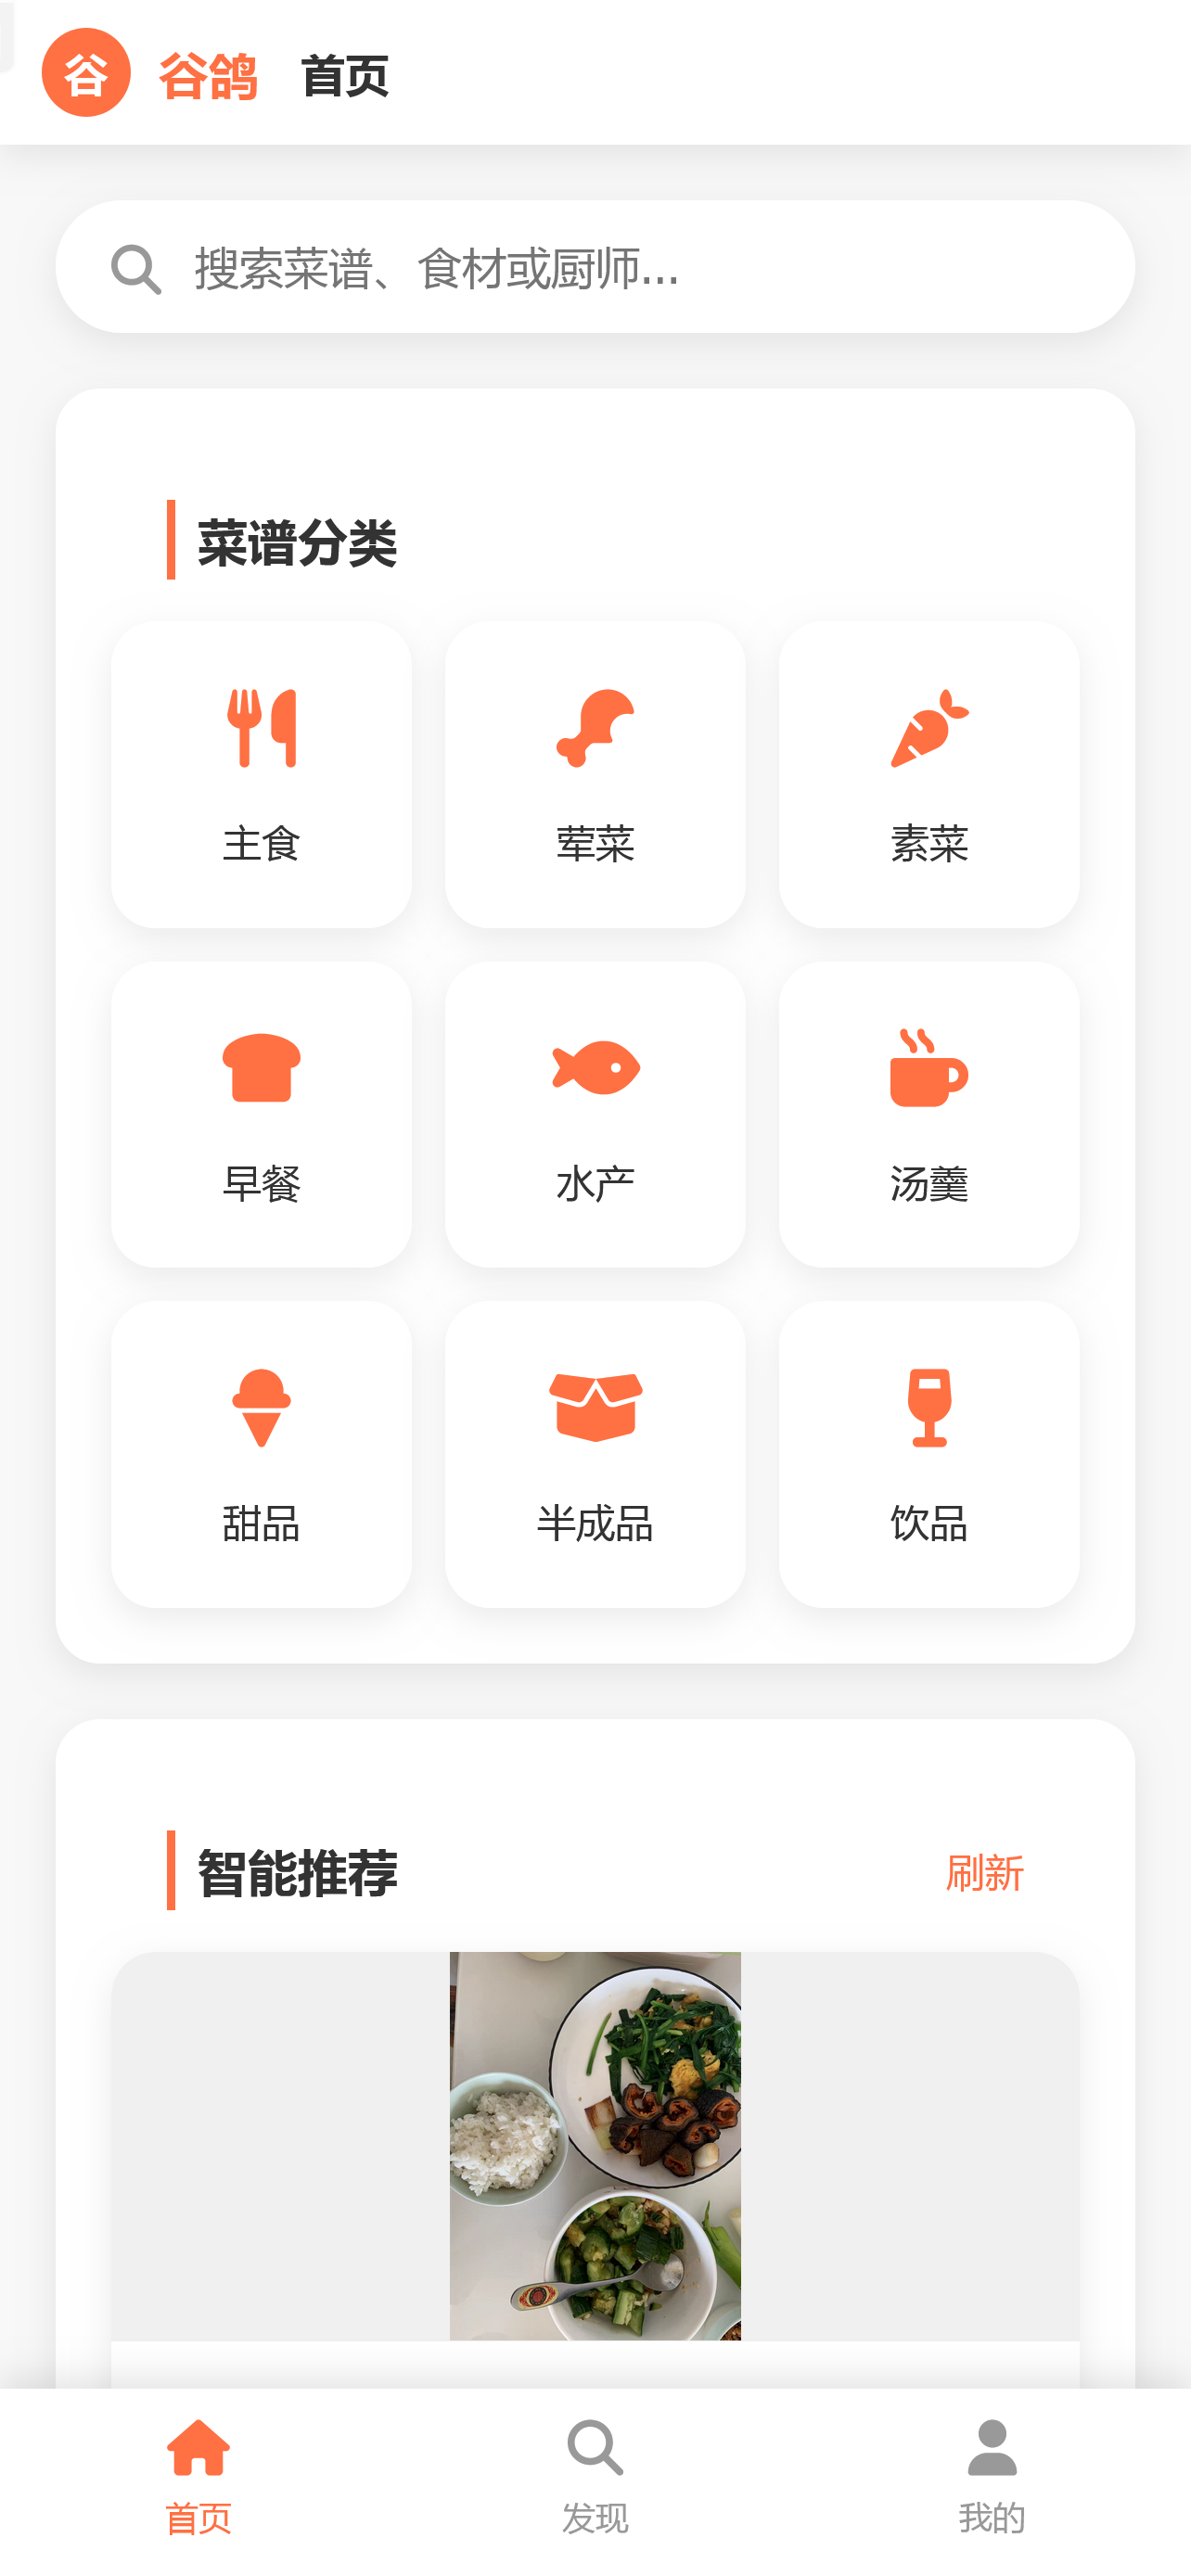 谷 谷鸽 首页
搜索菜谱、食材或厨师...
菜谱分类
主食 荤菜 素菜
早餐 水产 汤羹
甜品 半成品 饮品
智能推荐 刷新
首页 发现 我的